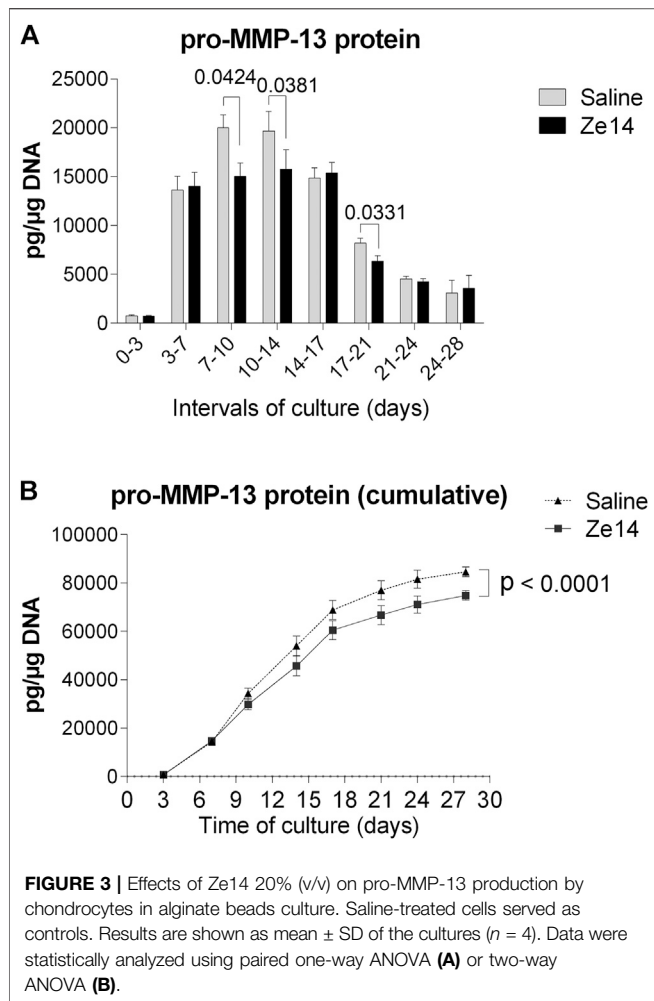 A
pro-MMP-13 protein
25000
20000
15000
10000
5000
0
pg/µg DNA
0.0424
0.0381
0.0331
Saline
Ze14
0-3
3-7
7-10
10-14
14-17
17-21
21-24
24-28
Intervals of culture (days)
B
pro-MMP-13 protein (cumulative)
Saline
Ze14
100000
80000
60000
40000
20000
0
pg/µg DNA
p < 0.0001
0 3 6 9 12 15 18 21 24 27 30
Time of culture (days)
FIGURE 3 | Effects of Ze14 20% (v/v) on pro-MMP-13 production by
chondrocytes in alginate beads culture. Saline-treated cells served as
controls. Results are shown as mean ± SD of the cultures (n = 4). Data were
statistically analyzed using paired one-way ANOVA (A) or two-way
ANOVA (B).